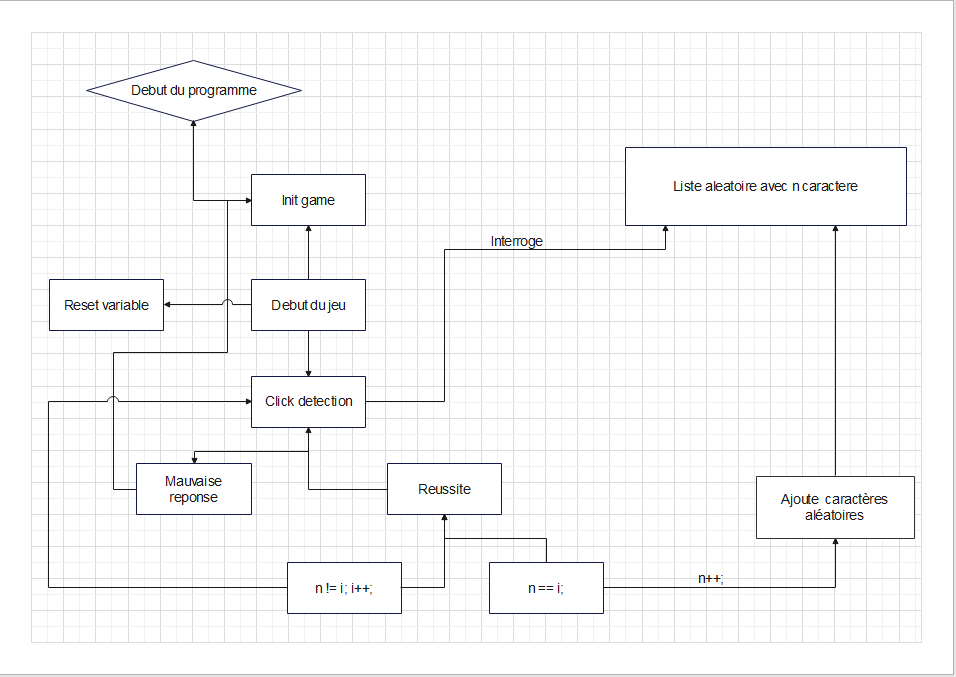 Debut du programme
Init game
Liste aleatoire avec n caractere
Interroge
Reset variable
Debut du jeu
Click detection
Mauvaise
reponse
Reussite
Ajoute caractères
aléatoires
n != i; i++;
n == i;
n++;